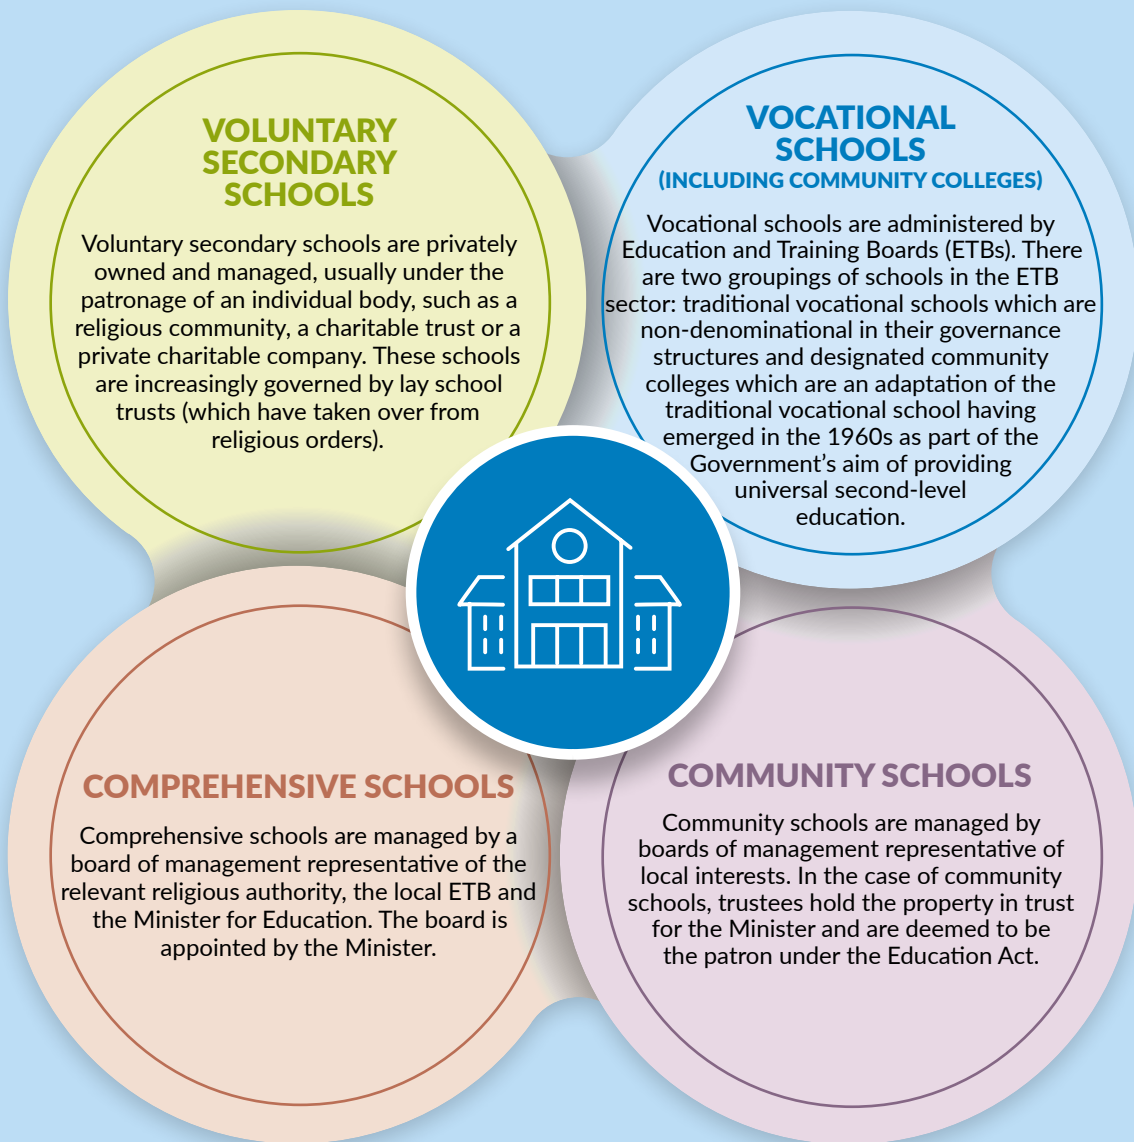 VOLUNTARY
SECONDARY
SCHOOLS
Voluntary secondary schools are privately
owned and managed, usually under the
patronage of an individual body, such as a
religious community, a charitable trust or a
private charitable company. These schools
are increasingly governed by lay school
trusts (which have taken over from
religious orders).
VOCATIONAL
SCHOOLS
(INCLUDING COMMUNITY COLLEGES)
Vocational schools are administered by
Education and Training Boards (ETBs). There
are two groupings of schools in the ETB
sector: traditional vocational schools which are
non-denominational in their governance
structures and designated community
colleges which are an adaptation of the
traditional vocational school having
emerged in the 1960s as part of the
Government’s aim of providing
universal second-level
education.
COMPREHENSIVE SCHOOLS
Comprehensive schools are managed by a
board of management representative of the
relevant religious authority, the local ETB and
the Minister for Education. The board is
appointed by the Minister.
COMMUNITY SCHOOLS
Community schools are managed by
boards of management representative of
local interests. In the case of community
schools, trustees hold the property in trust
for the Minister and are deemed to be
the patron under the Education Act.